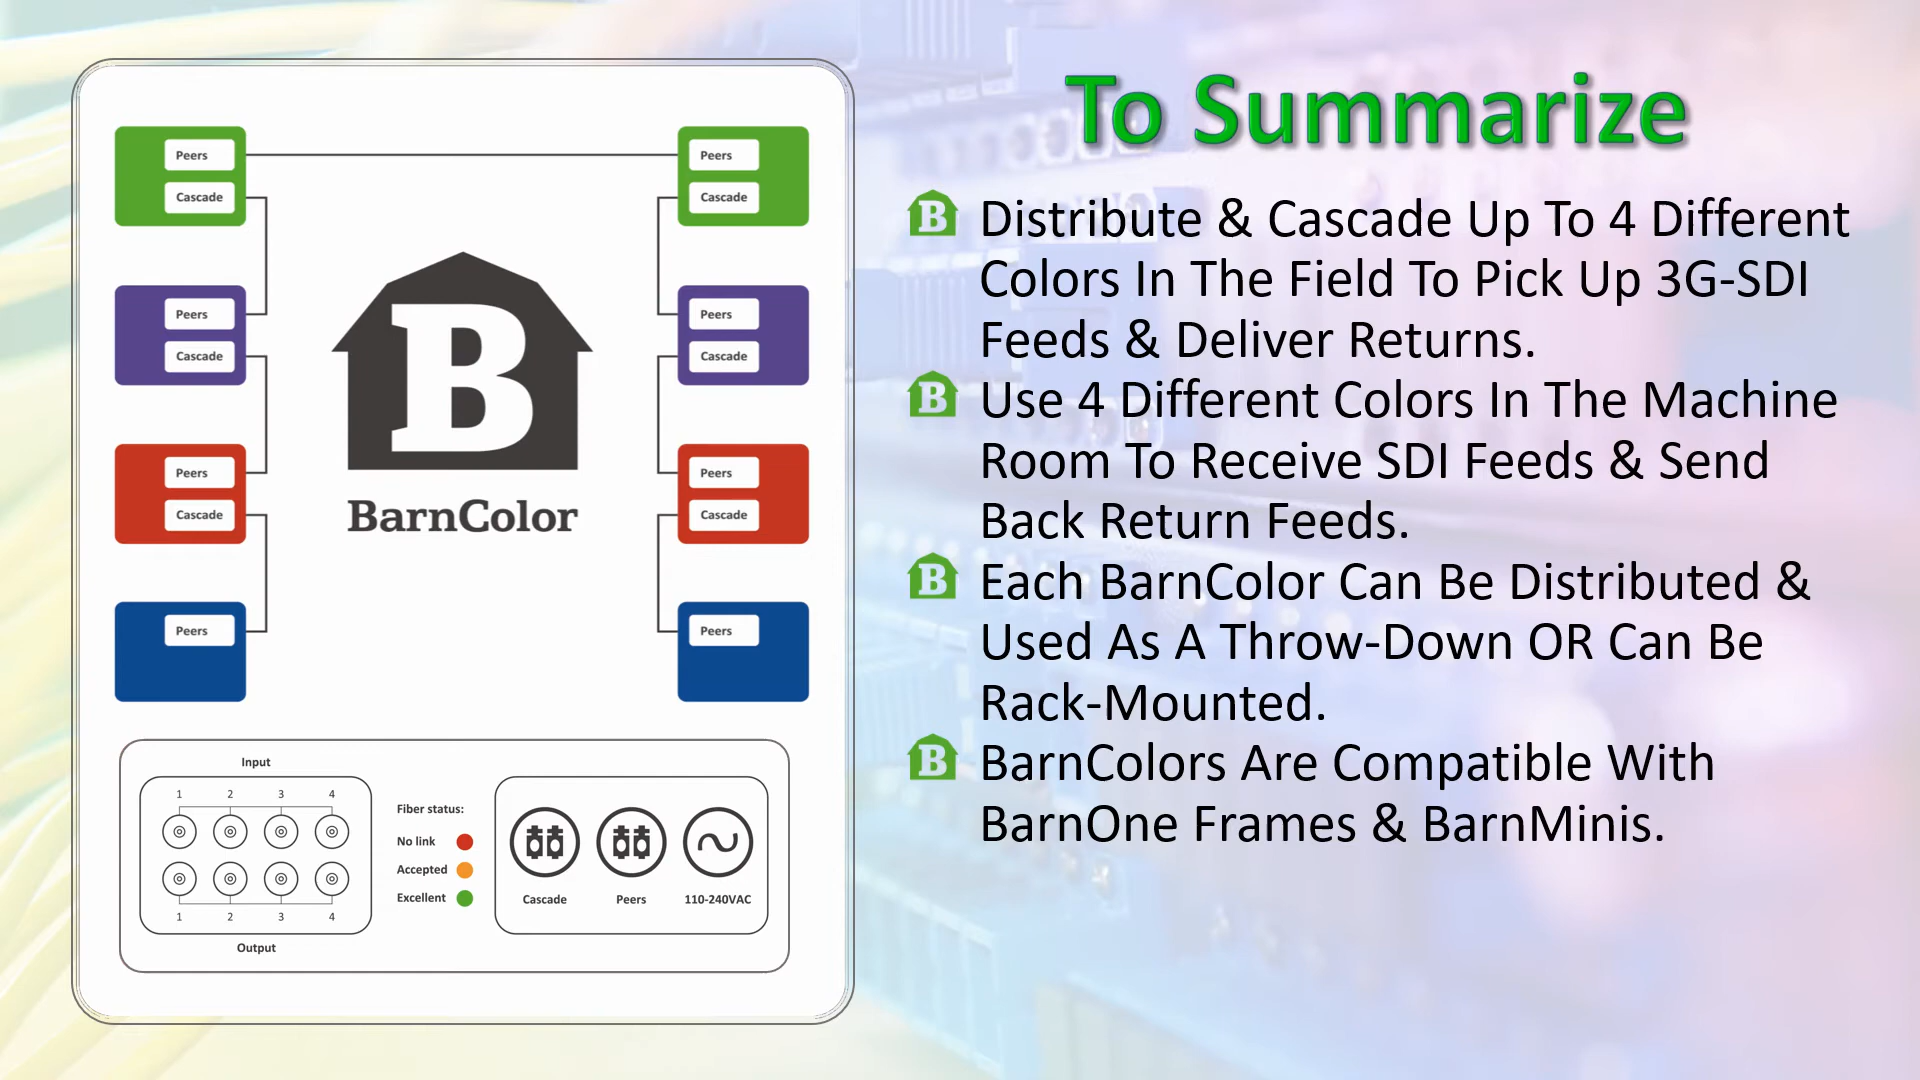 To Summarize
Distribute & Cascade Up To 4 Different
Colors In The Field To Pick Up 3G-SDI
Feeds & Deliver Returns.
Use 4 Different Colors In The Machine
Room To Receive SDI Feeds & Send
Back Return Feeds.
Each BarnColor Can Be Distributed &
Used As A Throw-Down OR Can Be
Rack-Mounted.
BarnColors Are Compatible With
BarnOne Frames & BarnMinis.
Peers
Cascade
Peers
Cascade
Peers
Cascade
Peers
B
BarnColor
Peers
Cascade
Peers
Cascade
Peers
Cascade
Peers
Input
1 2 3 4
1 2 3 4
Output
Fiber status:
No link
Accepted
Excellent
Cascade
Peers
110-240VAC
B
B
B
B